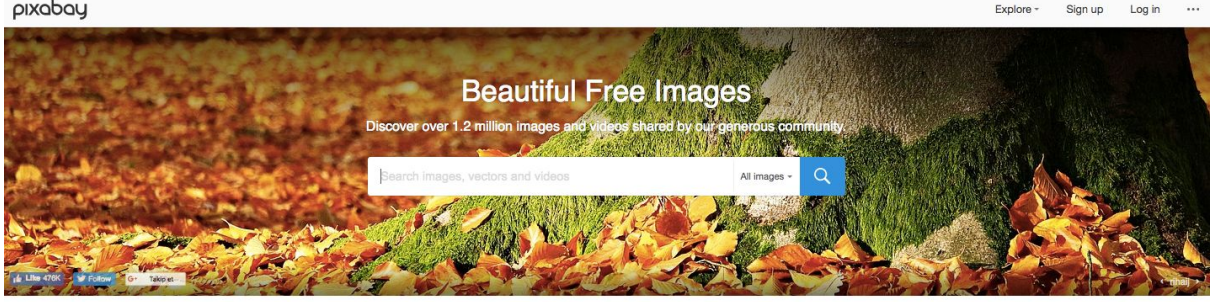 pixabay
Explore Sign up Log in ...
Beautiful Free Images
Discover over 1.2 million images and videos shared by our generous community.
Search images, vectors and videos All images
Like 476K Follow G+ Takip et
‹ rihaij ›